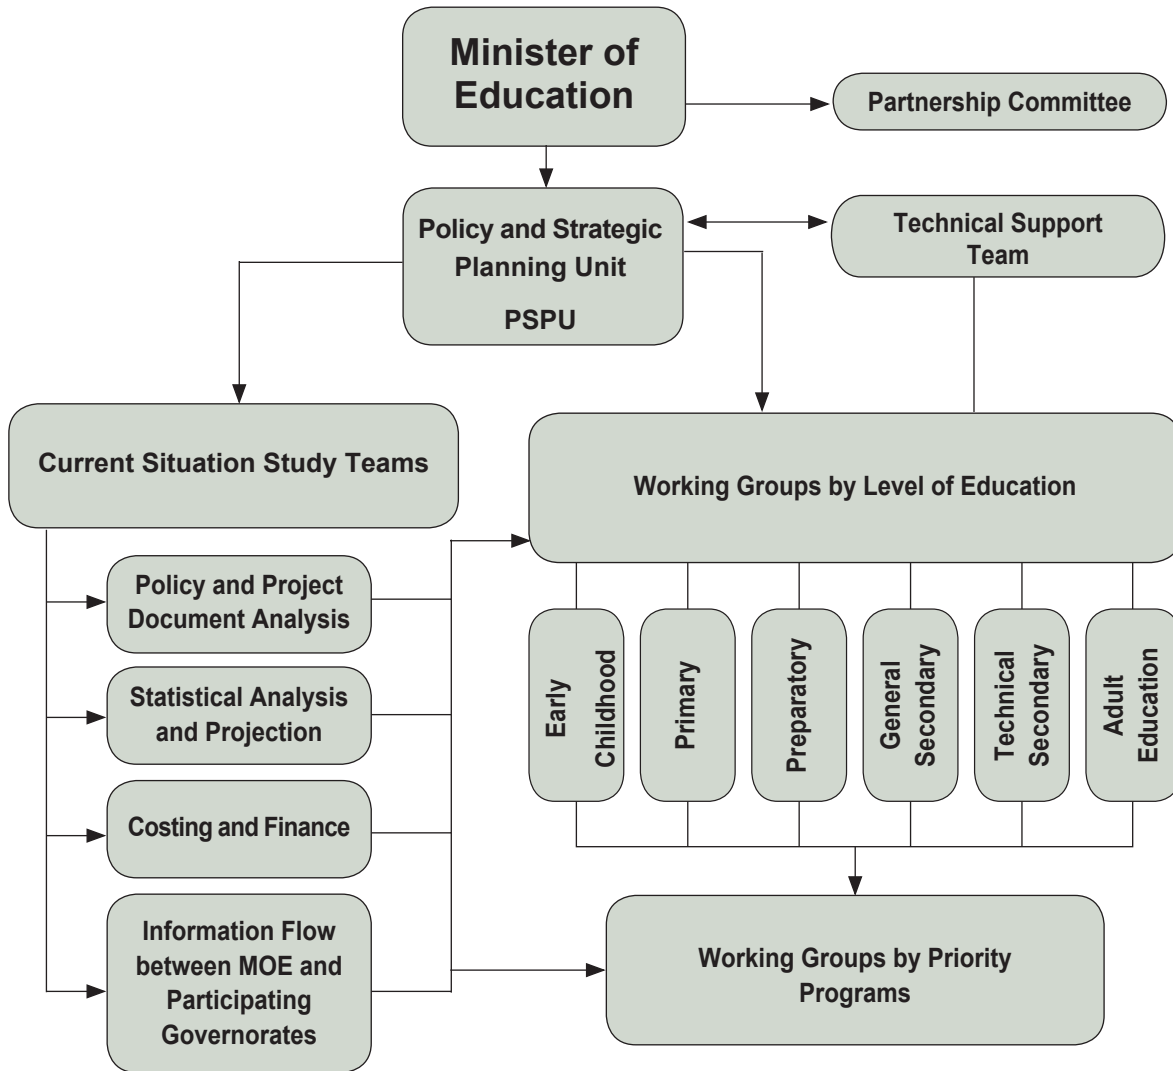 Minister of
Education
Partnership Committee
Policy and Strategic
Planning Unit
PSPU
Technical Support
Team
Current Situation Study Teams
Working Groups by Level of Education
Policy and Project
Document Analysis
Statistical Analysis
and Projection
Costing and Finance
Information Flow
between MOE and
Participating
Governorates
Early
Childhood
Primary
Preparatory
General
Secondary
Technical
Secondary
Adult
Education
Working Groups by Priority
Programs